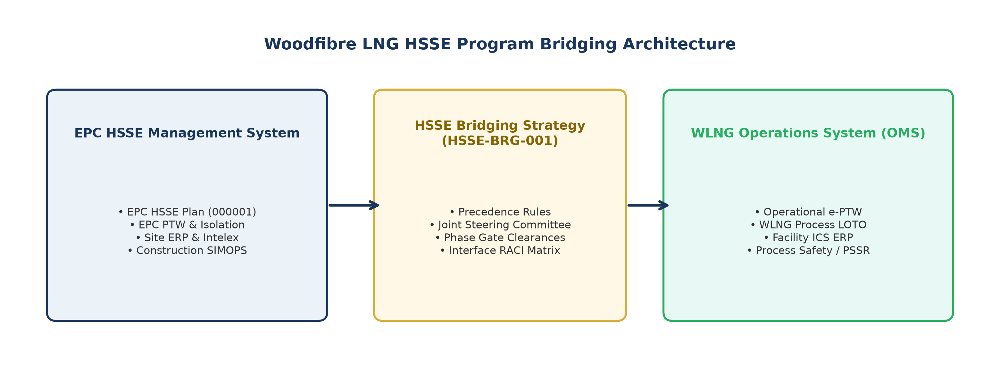 Woodfibre LNG HSSE Program Bridging Architecture
EPC HSSE Management System
• EPC HSSE Plan (000001)
• EPC PTW & Isolation
• Site ERP & Intelex
• Construction SIMOPS
HSSE Bridging Strategy
(HSSE-BRG-001)
• Precedence Rules
• Joint Steering Committee
• Phase Gate Clearances
• Interface RACI Matrix
WLNG Operations System (OMS)
• Operational e-PTW
• WLNG Process LOTO
• Facility ICS ERP
• Process Safety / PSSR